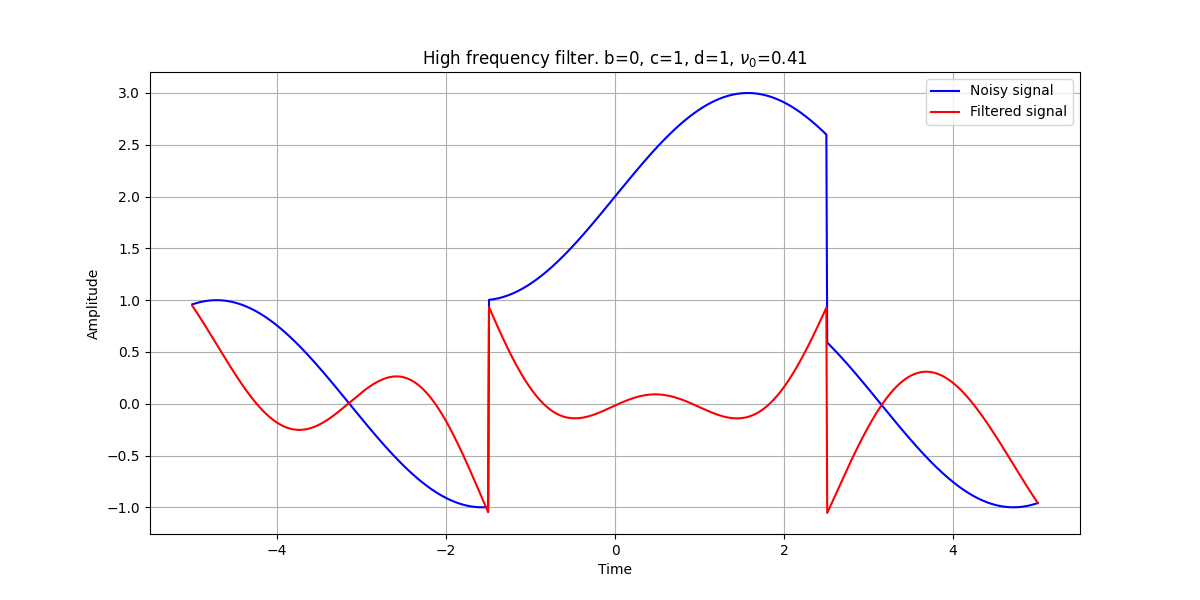 High frequency filter. b=0, c=1, d=1, ν₀=0.41
Noisy signal
Filtered signal
Amplitude
3.0
2.5
2.0
1.5
1.0
0.5
0.0
−0.5
−1.0
−4
−2
0
2
4
Time